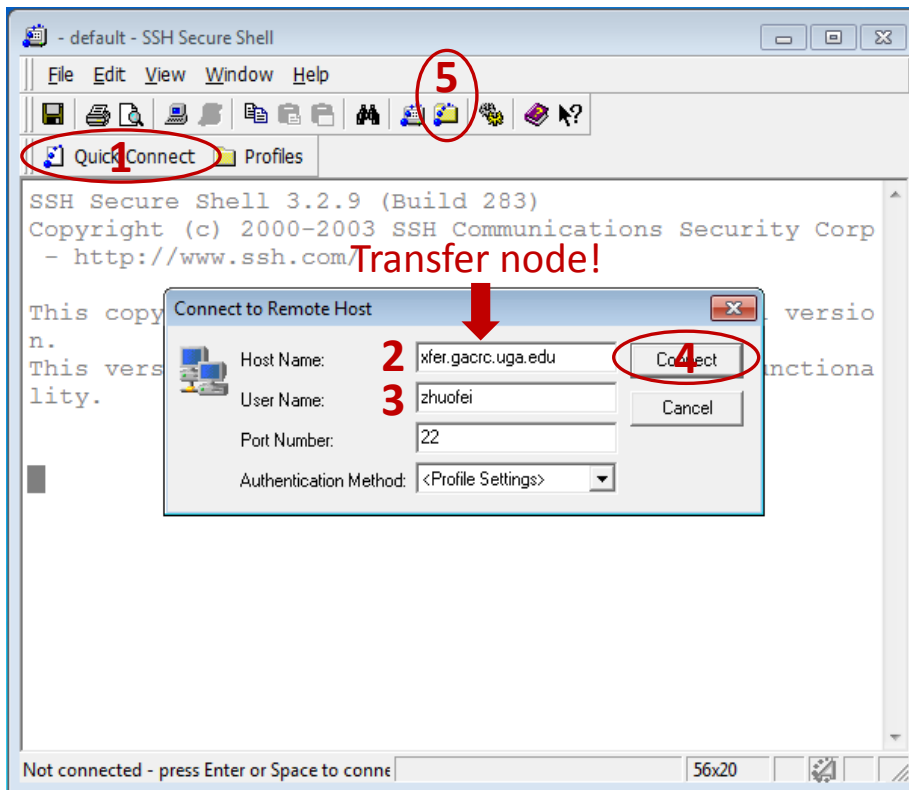 - default - SSH Secure Shell
File Edit View Window Help
5
1
Quick Connect Profiles
SSH Secure Shell 3.2.9 (Build 283)
Copyright (c) 2000-2003 SSH Communications Security Corp
- http://www.ssh.com/
Transfer node!
This copy versio
n.
This vers nctiona
lity.
Connect to Remote Host
Host Name: 2 xfer.gacrc.uga.edu Connect 4
User Name: 3 zhuofei Cancel
Port Number: 22
Authentication Method: <Profile Settings>
Not connected - press Enter or Space to conne 56x20